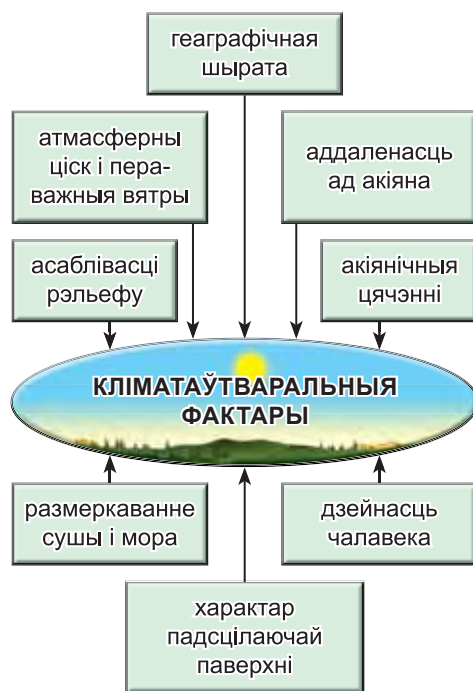 геаграфічная
шырата
атмасферны
ціск і пера-
важныя вятры
аддаленасць
ад акіяна
асаблівасці
рэльефу
акіянічныя
цячэнні
КЛІМАТАЎТВАРАЛЬНЫЯ
ФАКТАРЫ
размеркаванне
сушы і мора
дзейнасць
чалавека
характар
падсцілаючай
паверхні